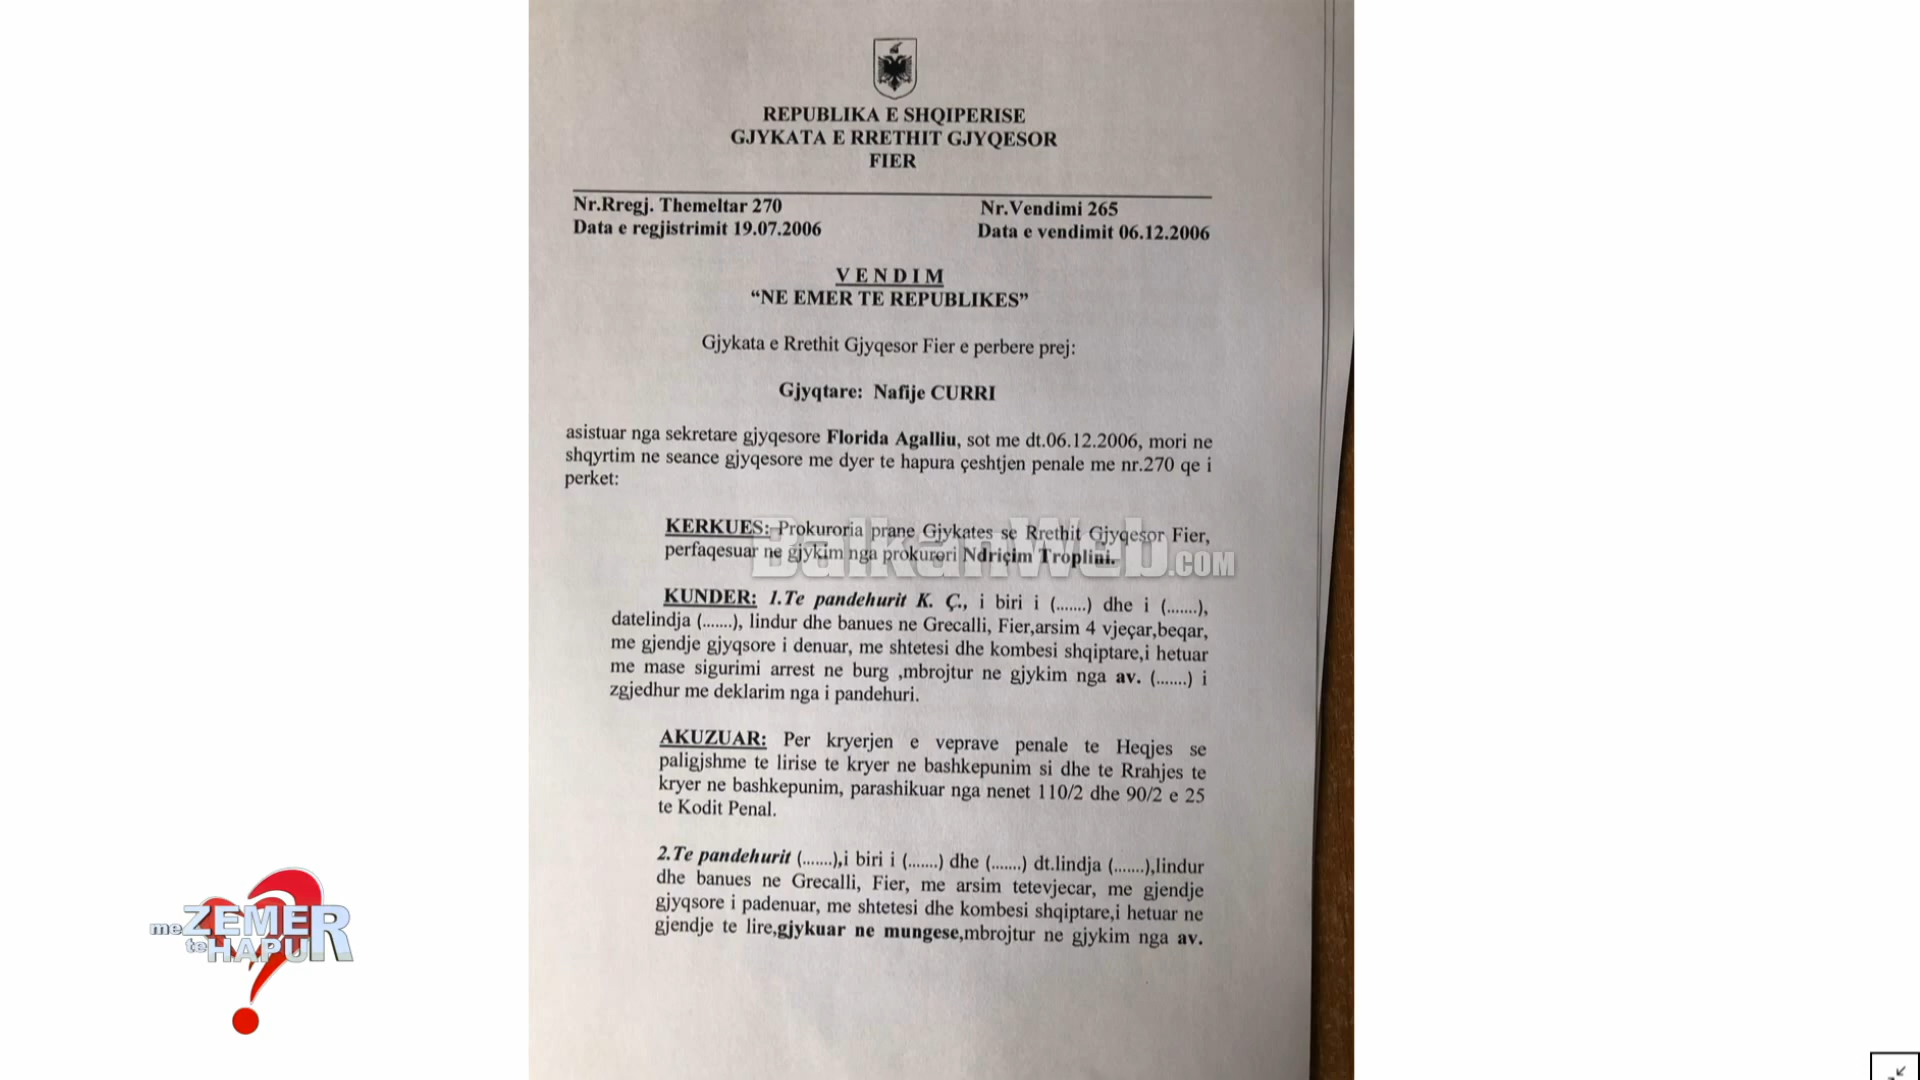 REPUBLIKA E SHQIPERISE
GJYKATA E RRETHIT GJYQESOR
FIER
Nr.Rregj. Themeltar 270
Data e regjistrimit 19.07.2006
Nr.Vendimi 265
Data e vendimit 06.12.2006
V E N D I M
“NE EMER TE REPUBLIKES”
Gjykata e Rrethit Gjyqesor Fier e perbere prej:
Gjyqtare: Nafije CURRI
asistuar nga sekretare gjyqesore Florida Agalliu, sot me dt.06.12.2006, mori ne
shqyrtim ne seance gjyqesore me dyer te hapura çeshtjen penale me nr.270 qe i
perket:
KERKUES: Prokuroria prane Gjykates se Rrethit Gjyqesor Fier,
perfaqesuar ne gjykim nga prokurori Ndriçim Troplini.
BalkanWeb.COM
KUNDER: 1.Te pandehurit K. Ç., i biri i (.......) dhe i (.......),
datelindja (.......), lindur dhe banues ne Grecalli, Fier,arsim 4 vjeçar,beqar,
me gjendje gjyqsore i denuar, me shtetesi dhe kombesi shqiptare,i hetuar
me mase sigurimi arrest ne burg ,mbrojtur ne gjykim nga av. (.......) i
zgjedhur me deklarim nga i pandehuri.
AKUZUAR: Per kryerjen e veprave penale te Heqjes se
paligjshme te lirise te kryer ne bashkepunim si dhe te Rrahjes te
kryer ne bashkepunim, parashikuar nga nenet 110/2 dhe 90/2 e 25
te Kodit Penal.
2.Te pandehurit (.......),i biri i (.......) dhe (.......) dt.lindja (.......),lindur
dhe banues ne Grecalli, Fier, me arsim tetevjecar, me gjendje
gjyqsore i padenuar, me shtetesi dhe kombesi shqiptare,i hetuar ne
gjendje te lire,gjykuar ne mungese,mbrojtur ne gjykim nga av.
me ZEMER
te HAPUR